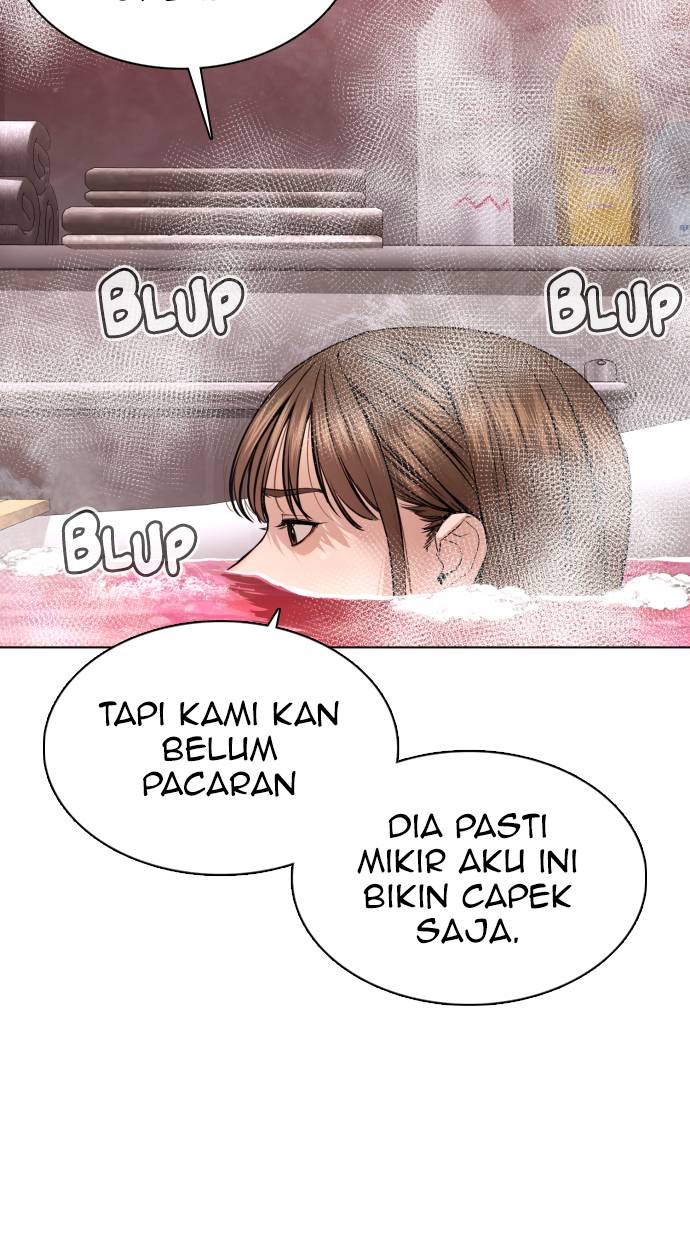 BLUP
BLUP
BLUP
TAPI KAMI KAN
BELUM
PACARAN
DIA PASTI
MIKIR AKU INI
BIKIN CAPEK
SAJA.